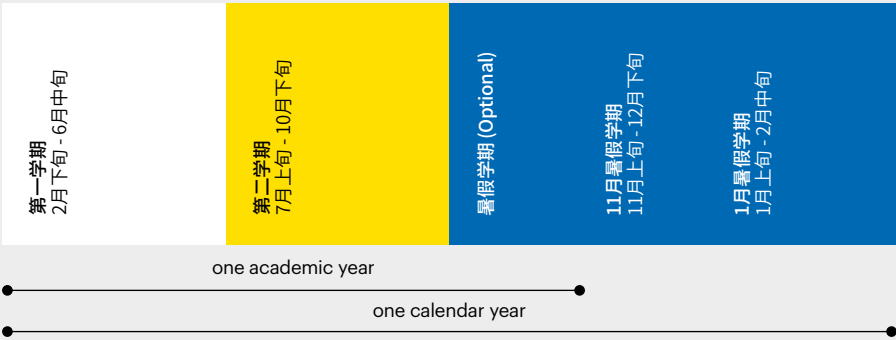 第一学期
2月下旬 - 6月中旬
第二学期
7月上旬 - 10月下旬
暑假学期 (Optional)
11月暑假学期
11月上旬 - 12月下旬
1月暑假学期
1月上旬 - 2月中旬
one academic year
one calendar year